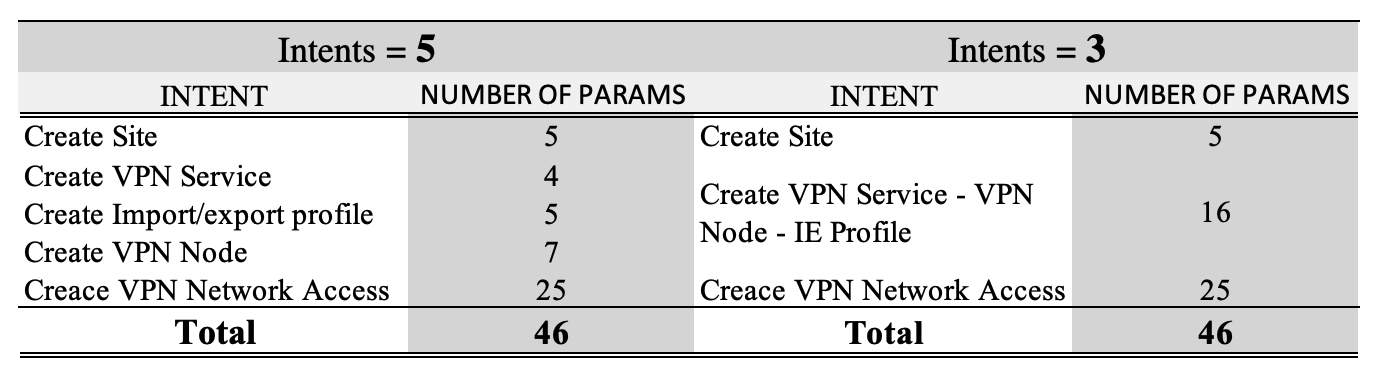 Intents = 5 Intents = 3
INTENT NUMBER OF PARAMS INTENT NUMBER OF PARAMS
Create Site 5 Create Site 5
Create VPN Service 4
Create Import/export profile 5 Create VPN Service - VPN
Node - IE Profile 16
Create VPN Node 7
Creace VPN Network Access 25 Creace VPN Network Access 25
Total 46 Total 46